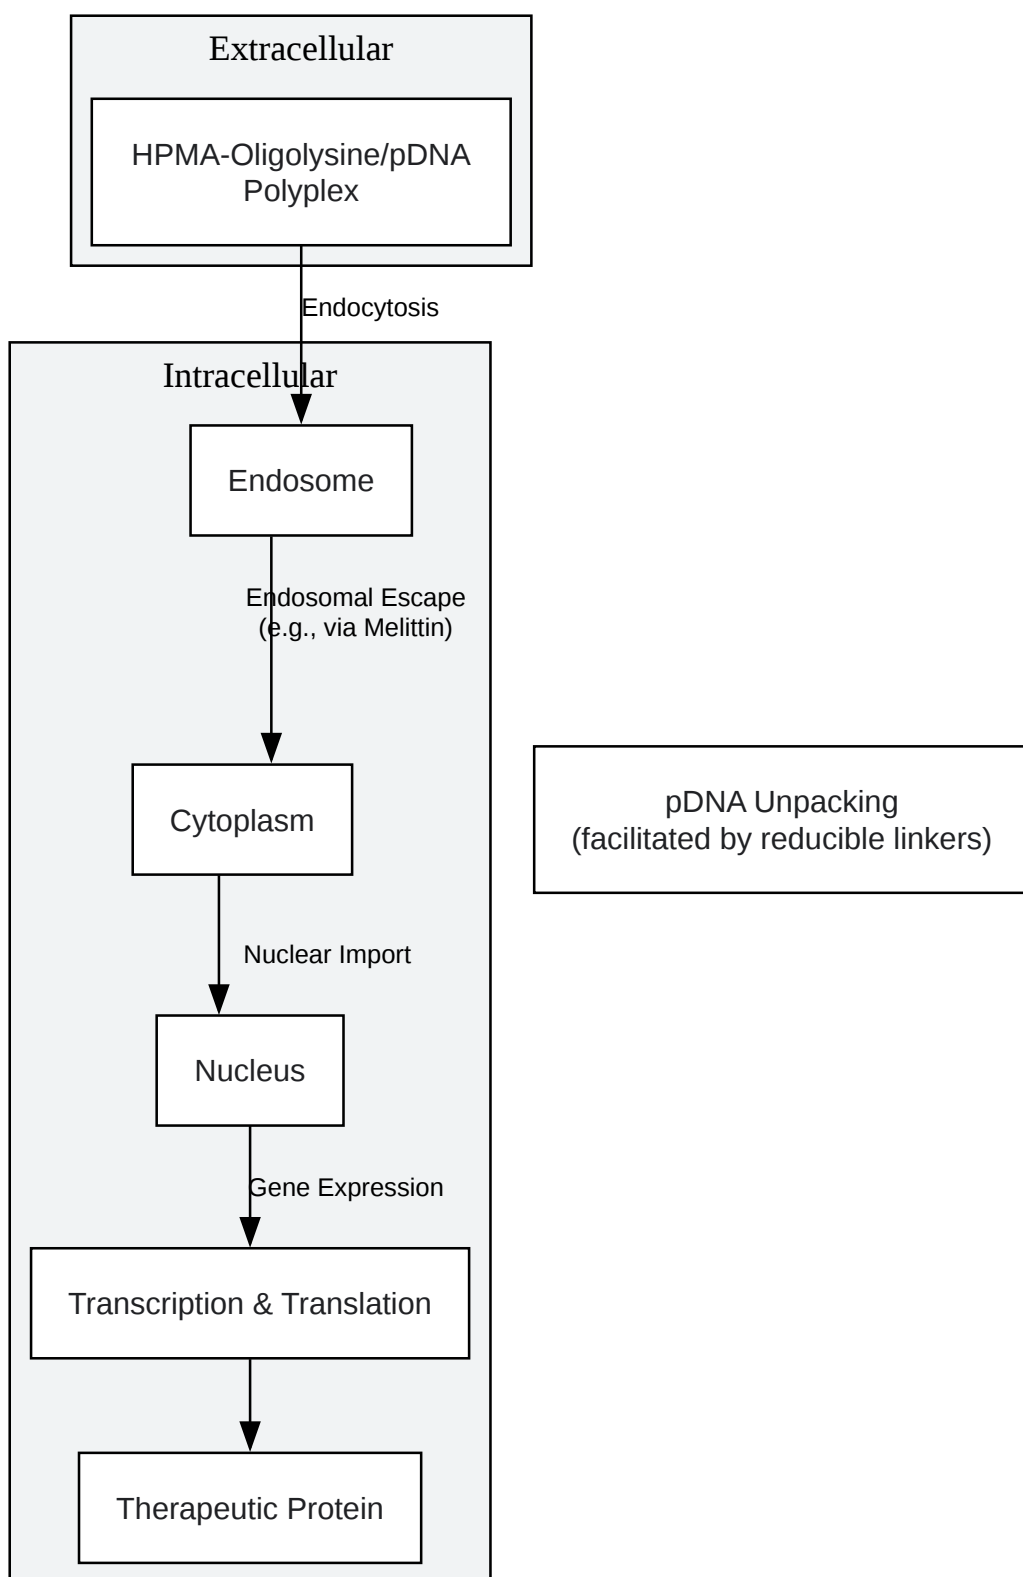 Extracellular
HPMA-Oligolysine/pDNA
Polyplex
Endocytosis
Intracellular
Endosome
Endosomal Escape
(e.g., via Melittin)
Cytoplasm
pDNA Unpacking
(facilitated by reducible linkers)
Nuclear Import
Nucleus
Gene Expression
Transcription & Translation
Therapeutic Protein